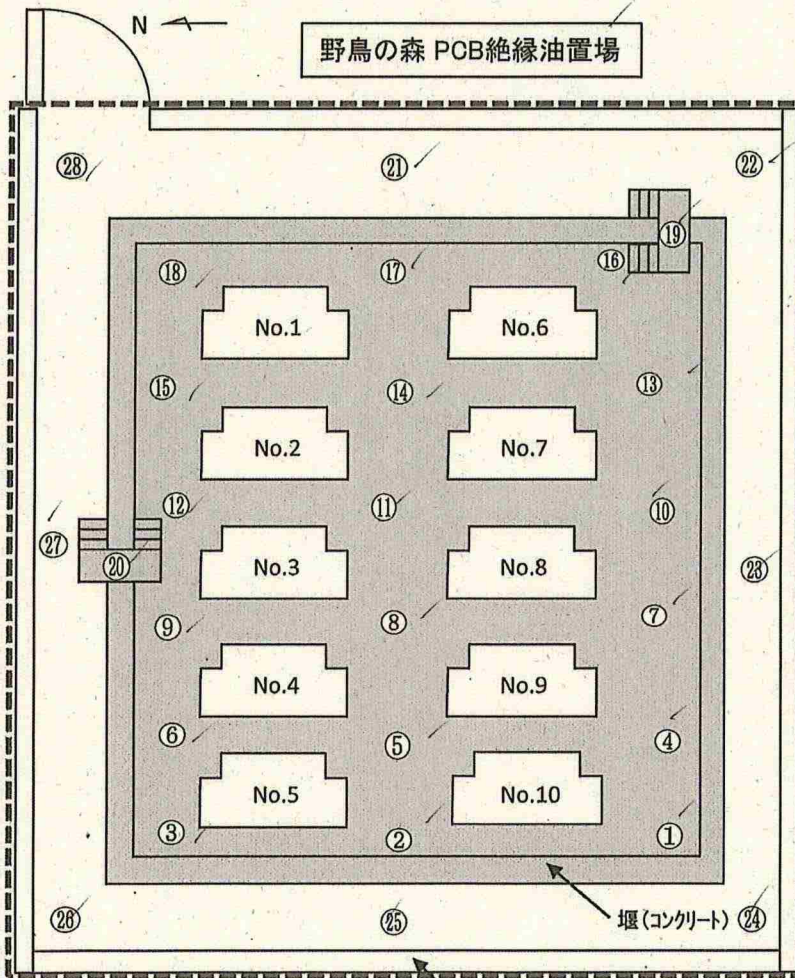 N
野鳥の森 PCB絶縁油置場
㉘ ㉑ ㉒
⑲
⑱ ⑰ ⑯
No.1 No.6
⑮ ⑭ ⑬
No.2 No.7
⑫ ⑪ ⑩
㉗ ⑳ No.3 No.8 ㉓
⑨ ⑧ ⑦
No.4 No.9
⑥ ⑤ ④
No.5 No.10
③ ② ①
㉖ ㉕ 堰(コンクリート) ㉔